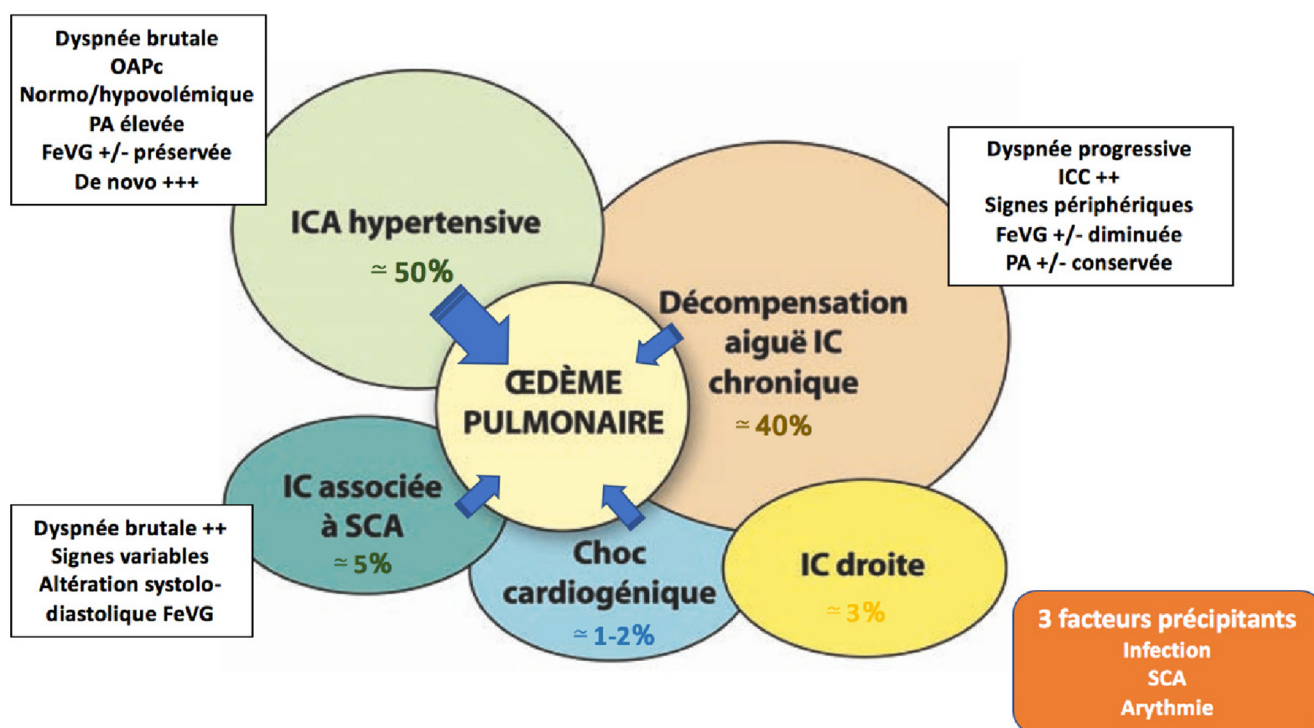 Dyspnée brutale
OAPc
Normo/hypovolémique
PA élevée
FeVG +/- préservée
De novo +++
ICA hypertensive
≃ 50%
Dyspnée progressive
ICC ++
Signes périphériques
FeVG +/- diminuée
PA +/- conservée
Décompensation
aiguë IC
chronique
≃ 40%
ŒDÈME
PULMONAIRE
IC associée
à SCA
≃ 5%
Dyspnée brutale ++
Signes variables
Altération systolo-
diastolique FeVG
Choc
cardiogénique
≃ 1-2%
IC droite
≃ 3%
3 facteurs précipitants
Infection
SCA
Arythmie